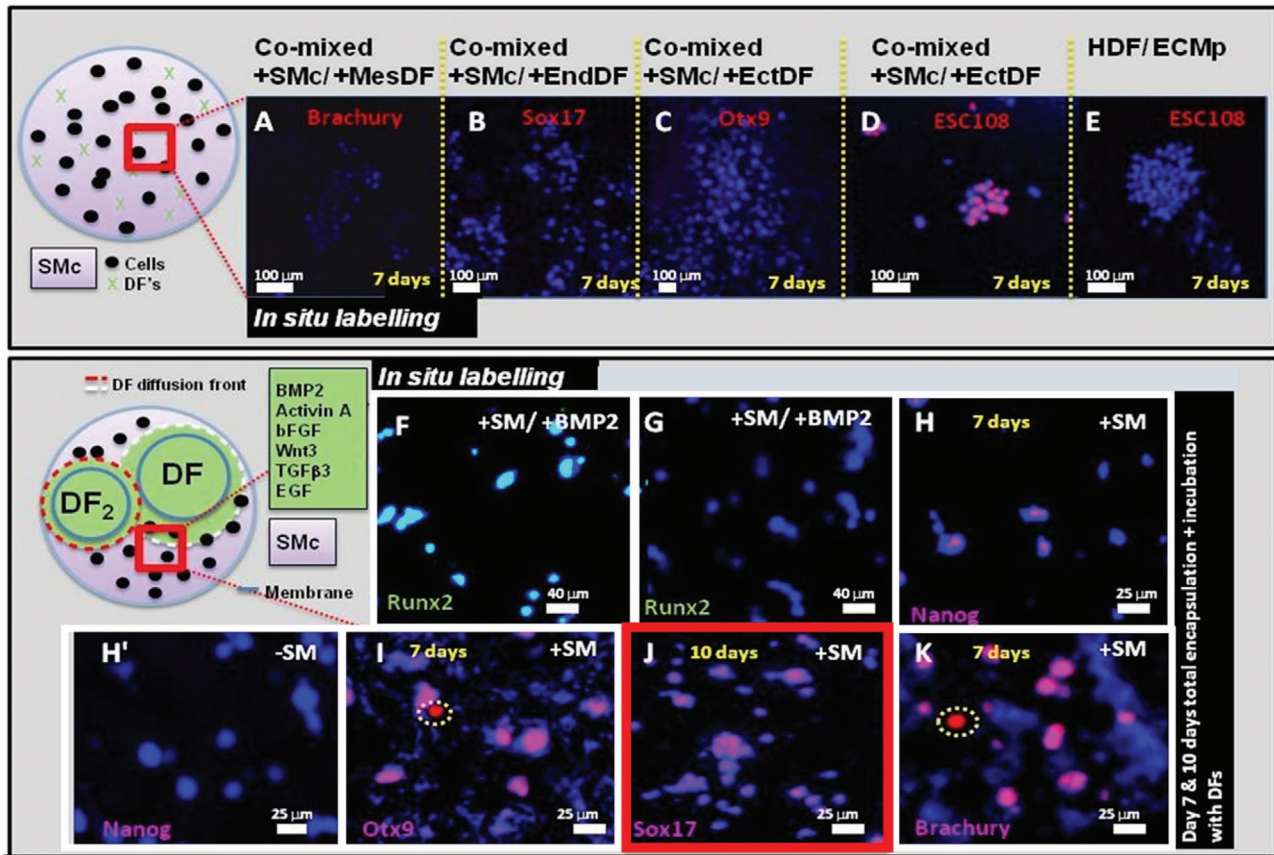 Co-mixed
+SMc/+MesDF
Co-mixed
+SMc/+EndDF
Co-mixed
+SMc/+EctDF
Co-mixed
+SMc/+EctDF
HDF/ECMp
A
Brachury
100 µm
7 days
B
Sox17
100 µm
7 days
C
Otx9
100 µm
7 days
D
ESC108
100 µm
7 days
E
ESC108
100 µm
7 days
SMc
Cells
X DF's
In situ labelling
DF diffusion front
BMP2
Activin A
bFGF
Wnt3
TGFβ3
EGF
DF
DF₂
SMc
Membrane
In situ labelling
F
+SM/ +BMP2
Runx2
40 µm
G
+SM/ +BMP2
Runx2
40 µm
H
7 days
+SM
Nanog
25 µm
H'
-SM
Nanog
25 µm
I
7 days
+SM
Otx9
25 µm
J
10 days
+SM
Sox17
25 µm
K
7 days
+SM
Brachury
25 µm
Day 7 & 10 days total encapsulation + incubation
with DFs